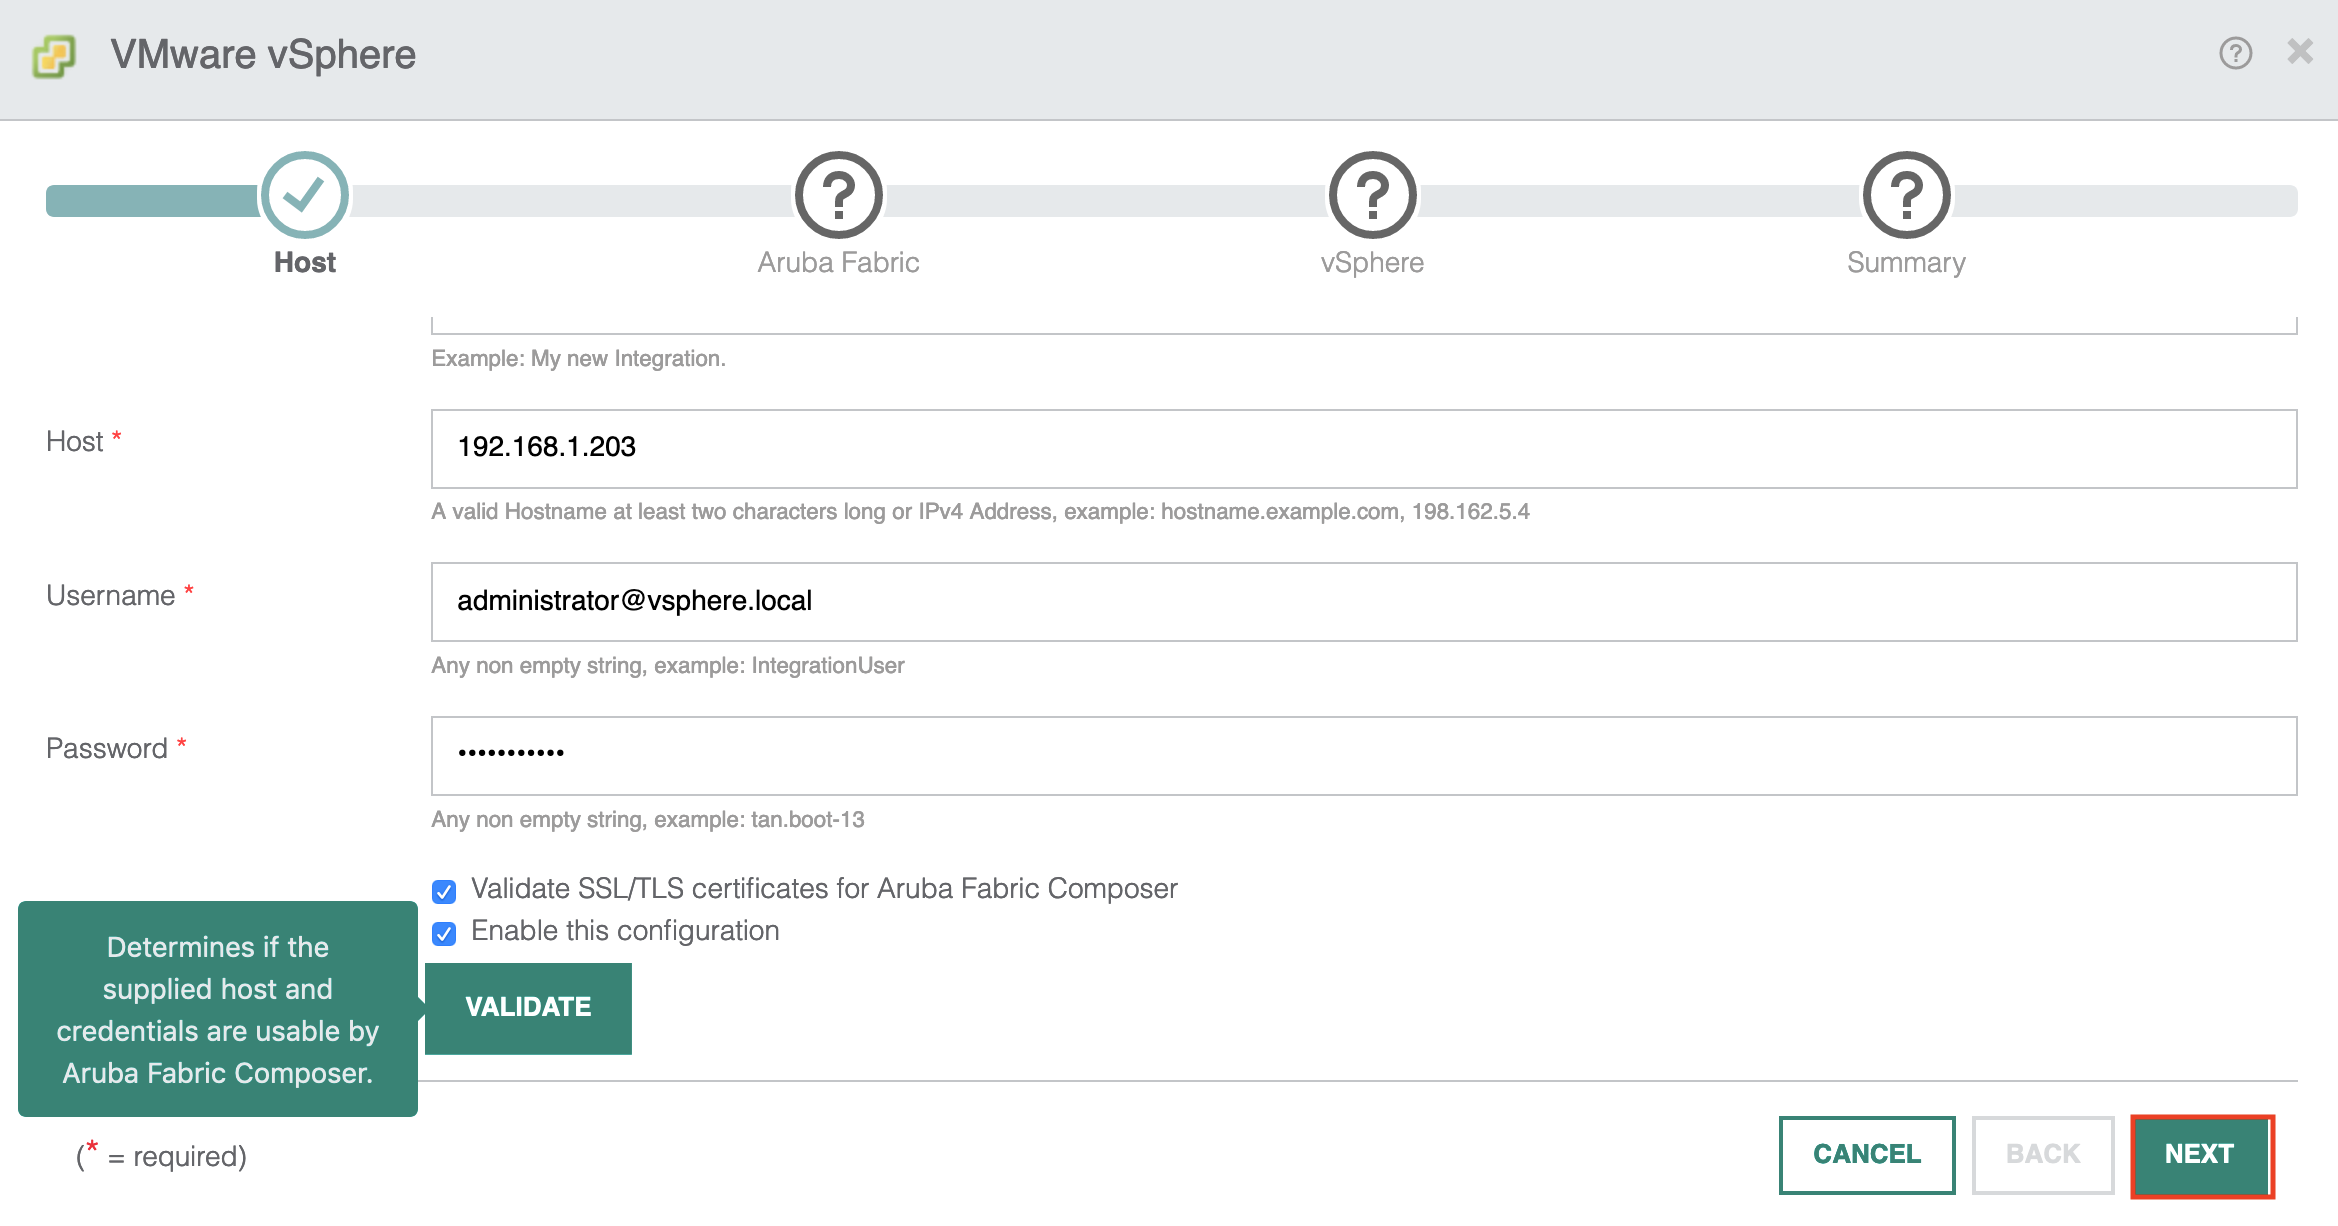 VMware vSphere
Host
Aruba Fabric
vSphere
Summary
Example: My new Integration.
Host *
192.168.1.203
A valid Hostname at least two characters long or IPv4 Address, example: hostname.example.com, 198.162.5.4
Username *
administrator@vsphere.local
Any non empty string, example: IntegrationUser
Password *
•••••••••••
Any non empty string, example: tan.boot-13
Validate SSL/TLS certificates for Aruba Fabric Composer
Enable this configuration
Determines if the
supplied host and
credentials are usable by
Aruba Fabric Composer.
VALIDATE
(* = required)
CANCEL
BACK
NEXT